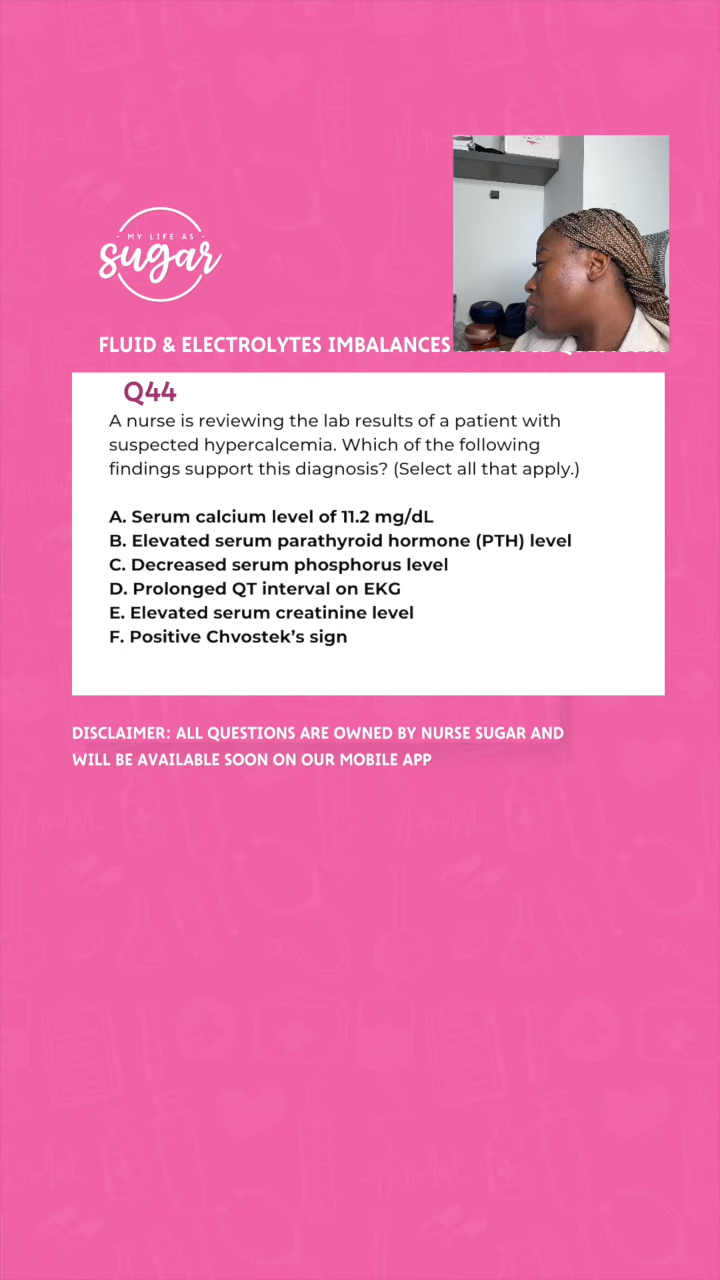 - MY LIFE AS -
sugar
FLUID & ELECTROLYTES IMBALANCES
Q44
A nurse is reviewing the lab results of a patient with
suspected hypercalcemia. Which of the following
findings support this diagnosis? (Select all that apply.)
A. Serum calcium level of 11.2 mg/dL
B. Elevated serum parathyroid hormone (PTH) level
C. Decreased serum phosphorus level
D. Prolonged QT interval on EKG
E. Elevated serum creatinine level
F. Positive Chvostek’s sign
DISCLAIMER: ALL QUESTIONS ARE OWNED BY NURSE SUGAR AND
WILL BE AVAILABLE SOON ON OUR MOBILE APP